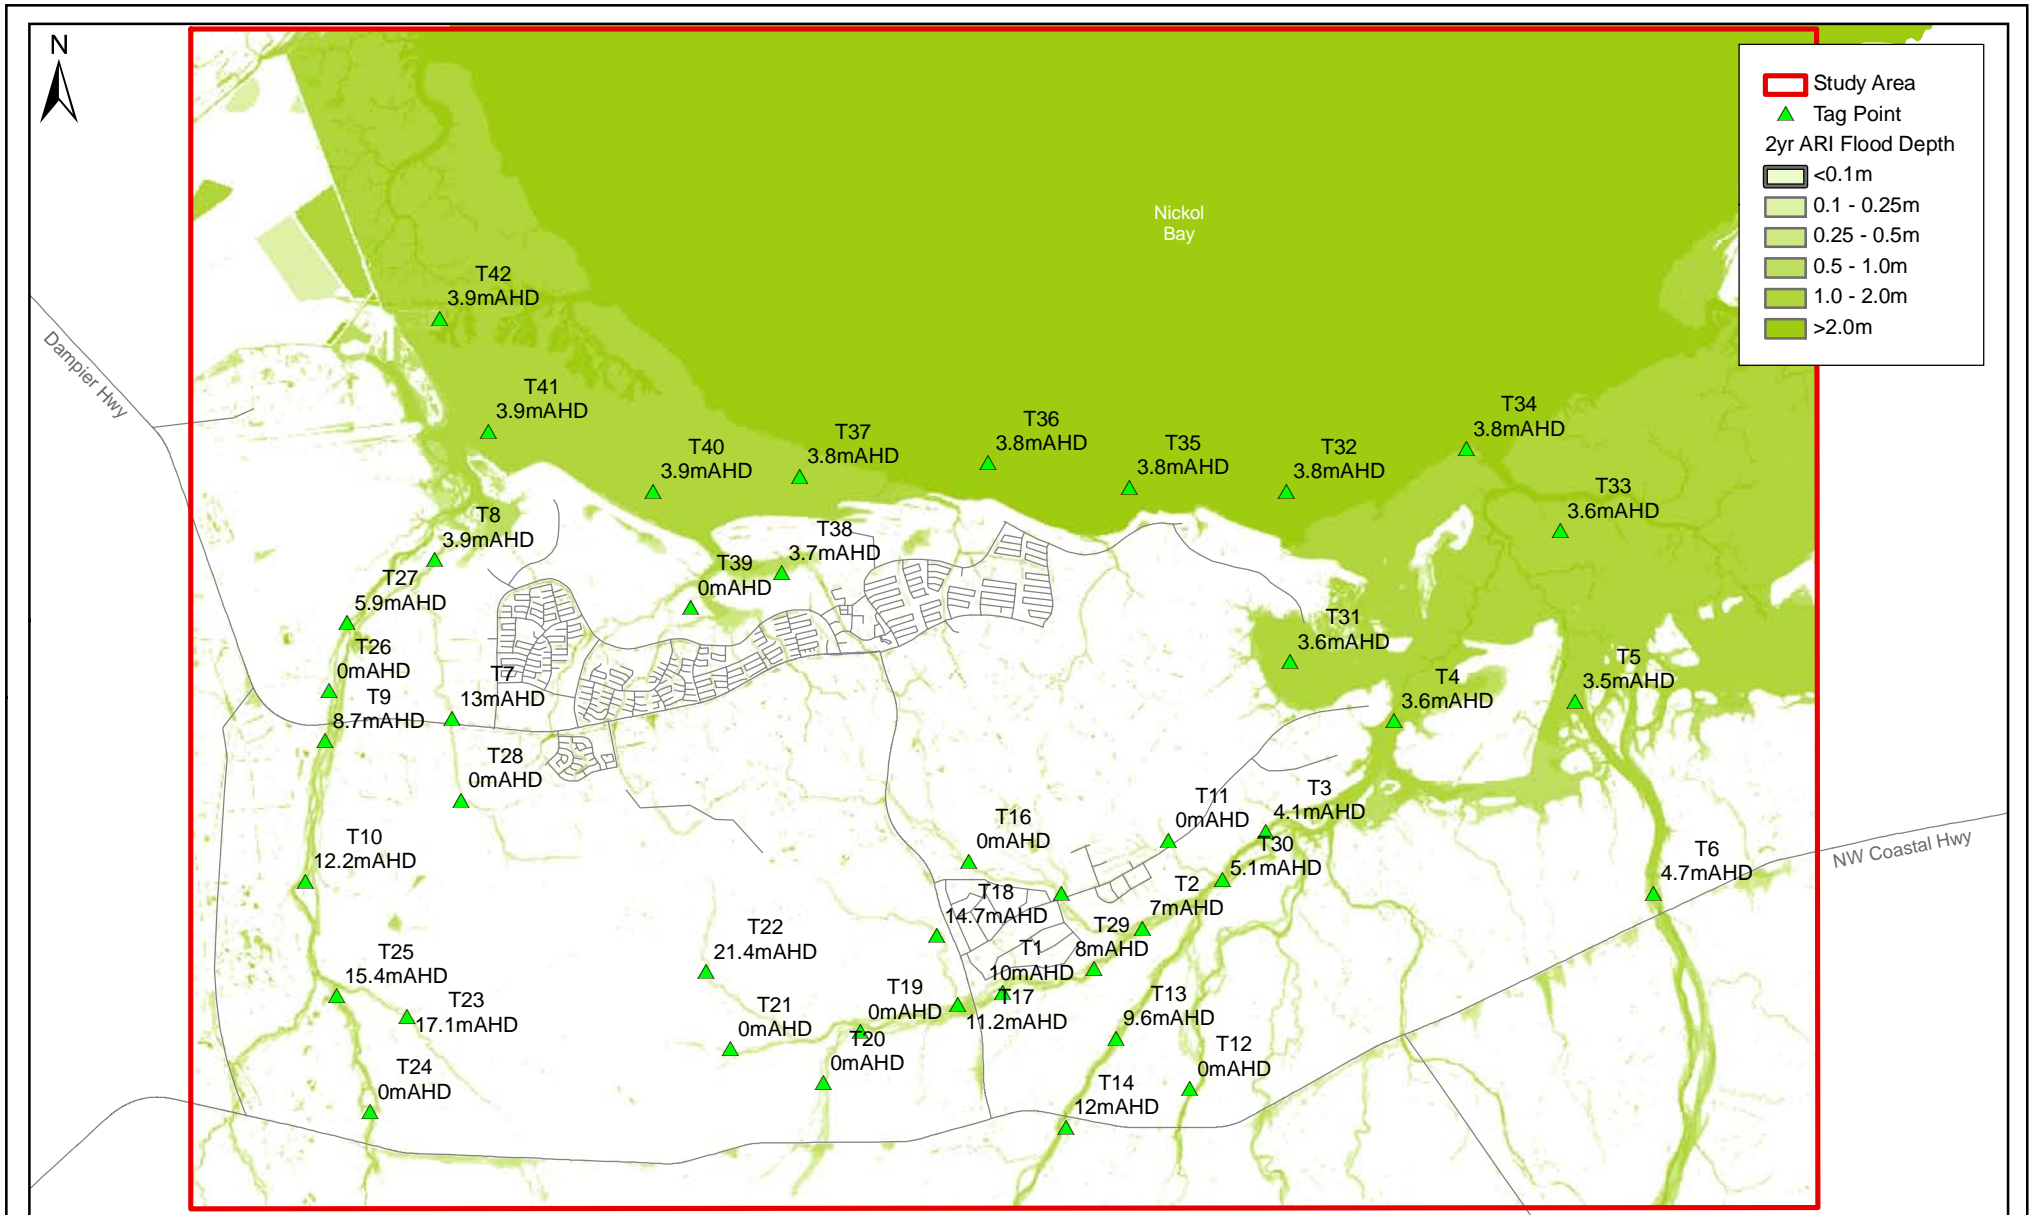 N
Study Area
Tag Point
2yr ARI Flood Depth
<0.1m
0.1 - 0.25m
0.25 - 0.5m
0.5 - 1.0m
1.0 - 2.0m
>2.0m
Nickol
Bay
T42
3.9mAHD
Dampier Hwy
T41
3.9mAHD
T40
3.9mAHD
T37
3.8mAHD
T36
3.8mAHD
T35
3.8mAHD
T32
3.8mAHD
T34
3.8mAHD
T33
3.6mAHD
T8
3.9mAHD
T38
3.7mAHD
T39
0mAHD
T27
5.9mAHD
T26
0mAHD
T9
8.7mAHD
T7
13mAHD
T28
0mAHD
T31
3.6mAHD
T4
3.6mAHD
T5
3.5mAHD
T3
4.1mAHD
T11
0mAHD
T16
0mAHD
T30
5.1mAHD
T10
12.2mAHD
T6
4.7mAHD
NW Coastal Hwy
T18
14.7mAHD
T2
7mAHD
T29
8mAHD
T22
21.4mAHD
T1
10mAHD
T25
15.4mAHD
T23
17.1mAHD
T19
0mAHD
T17
11.2mAHD
T13
9.6mAHD
T21
0mAHD
T20
0mAHD
T12
0mAHD
T24
0mAHD
T14
12mAHD